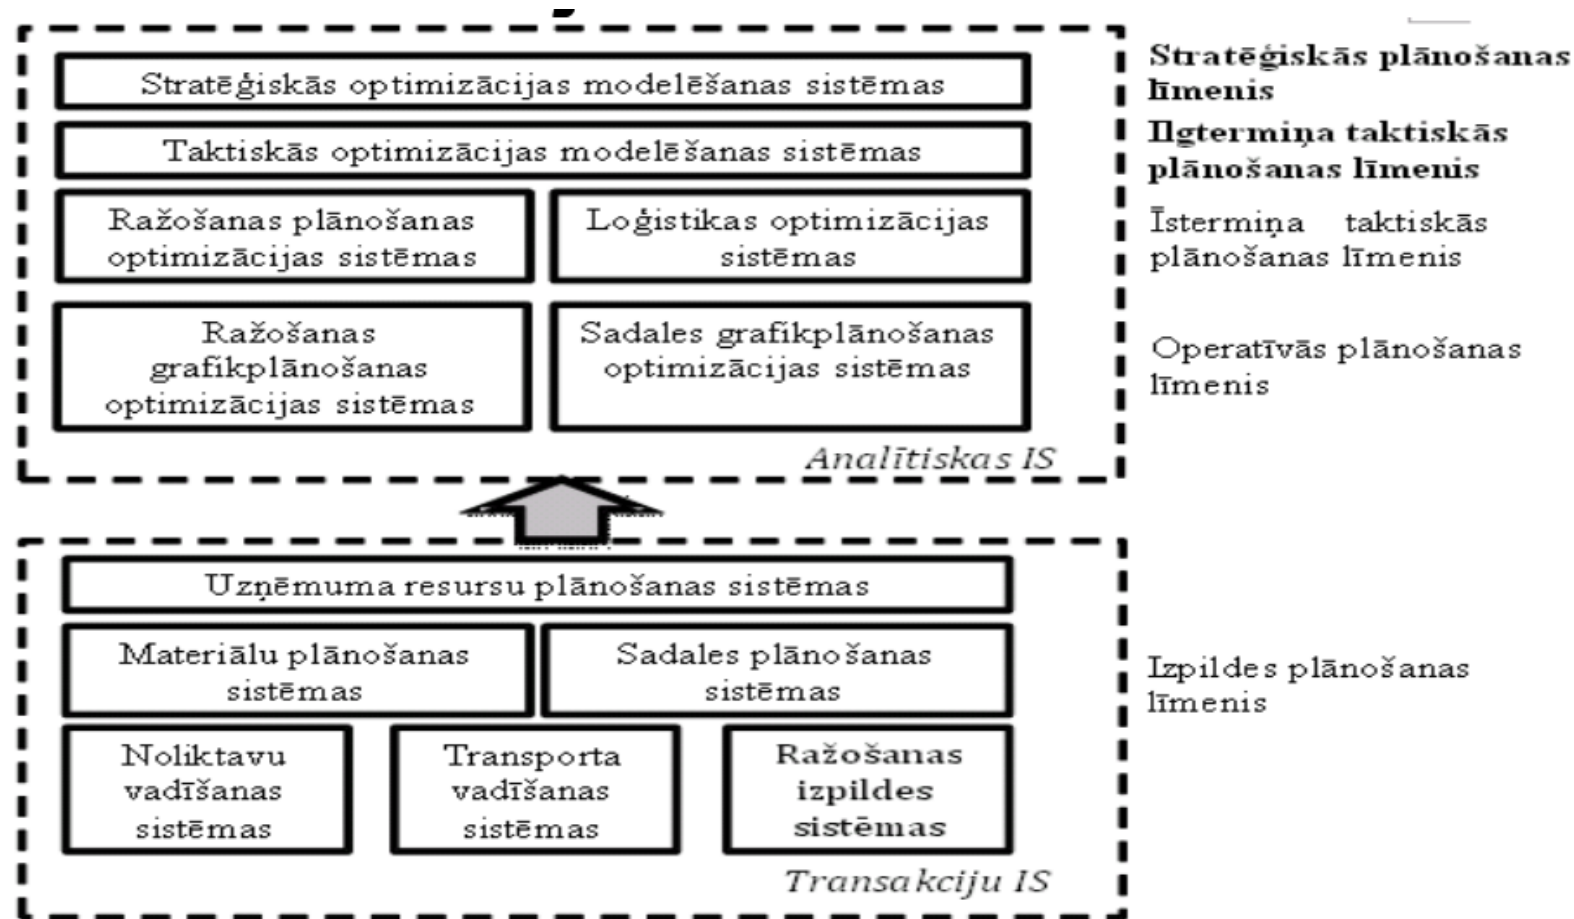 Stratēģiskās optimizācijas modelēšanas sistēmas
Stratēģiskās plānošanas
līmenis
Taktiskās optimizācijas modelēšanas sistēmas
Ilgtermiņa taktiskās
plānošanas līmenis
Ražošanas plānošanas
optimizācijas sistēmas
Loģistikas optimizācijas
sistēmas
Īstermiņa taktiskās
plānošanas līmenis
Ražošanas
grafikplānošanas
optimizācijas sistēmas
Sadales grafikplānošanas
optimizācijas sistēmas
Operatīvās plānošanas
līmenis
Analītiskas IS
Uzņēmuma resursu plānošanas sistēmas
Materiālu plānošanas
sistēmas
Sadales plānošanas
sistēmas
Izpildes plānošanas
līmenis
Noliktavu
vadīšanas
sistēmas
Transporta
vadīšanas
sistēmas
Ražošanas
izpildes
sistēmas
Transakciju IS